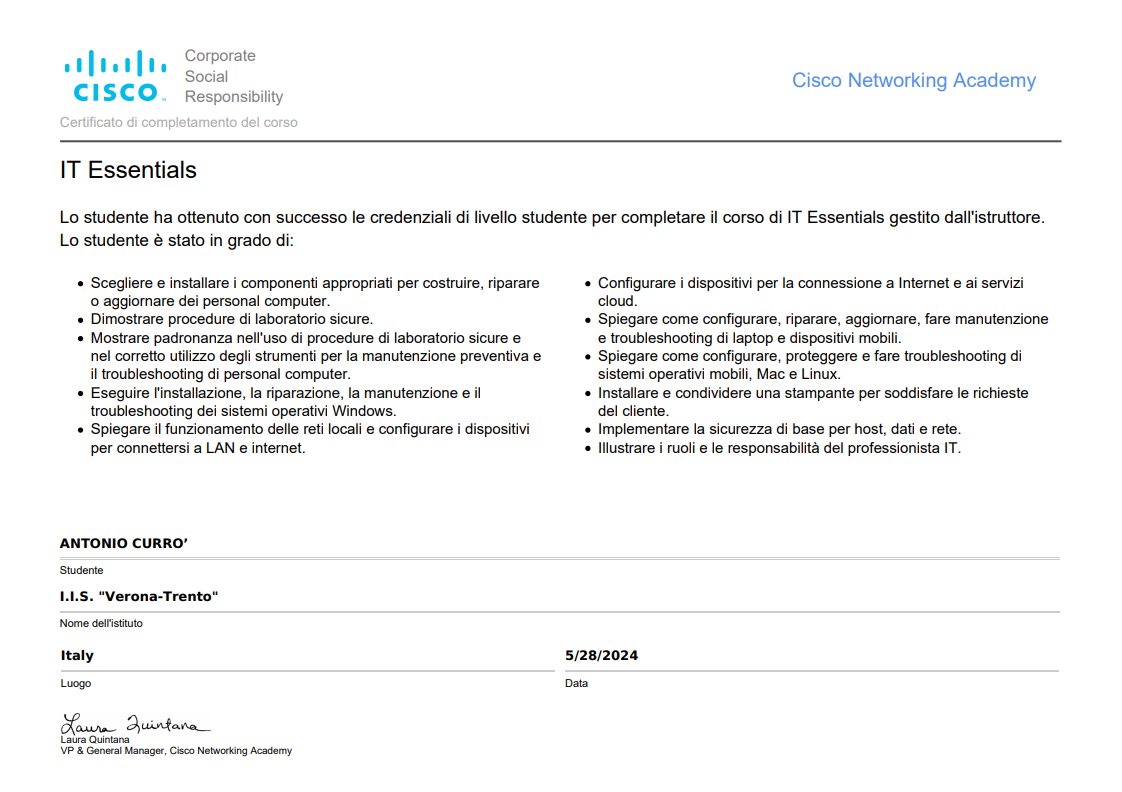 CISCO™
Corporate
Social
Responsibility
Cisco Networking Academy
Certificato di completamento del corso
IT Essentials
Lo studente ha ottenuto con successo le credenziali di livello studente per completare il corso di IT Essentials gestito dall'istruttore.
Lo studente è stato in grado di:
• Scegliere e installare i componenti appropriati per costruire, riparare
o aggiornare dei personal computer.
• Dimostrare procedure di laboratorio sicure.
• Mostrare padronanza nell'uso di procedure di laboratorio sicure e
nel corretto utilizzo degli strumenti per la manutenzione preventiva e
il troubleshooting di personal computer.
• Eseguire l'installazione, la riparazione, la manutenzione e il
troubleshooting dei sistemi operativi Windows.
• Spiegare il funzionamento delle reti locali e configurare i dispositivi
per connettersi a LAN e internet.
• Configurare i dispositivi per la connessione a Internet e ai servizi
cloud.
• Spiegare come configurare, riparare, aggiornare, fare manutenzione
e troubleshooting di laptop e dispositivi mobili.
• Spiegare come configurare, proteggere e fare troubleshooting di
sistemi operativi mobili, Mac e Linux.
• Installare e condividere una stampante per soddisfare le richieste
del cliente.
• Implementare la sicurezza di base per host, dati e rete.
• Illustrare i ruoli e le responsabilità del professionista IT.
ANTONIO CURRO’
Studente
I.I.S. "Verona-Trento"
Nome dell'istituto
Italy
Luogo
5/28/2024
Data
Laura Quintana
Laura Quintana
VP & General Manager, Cisco Networking Academy